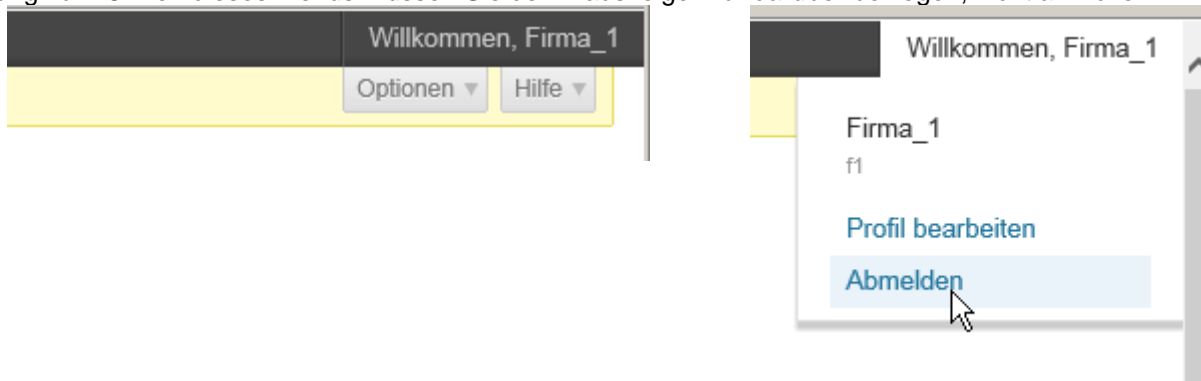 Willkommen, Firma_1
Optionen
Hilfe
Willkommen, Firma_1
Firma_1
f1
Profil bearbeiten
Abmelden